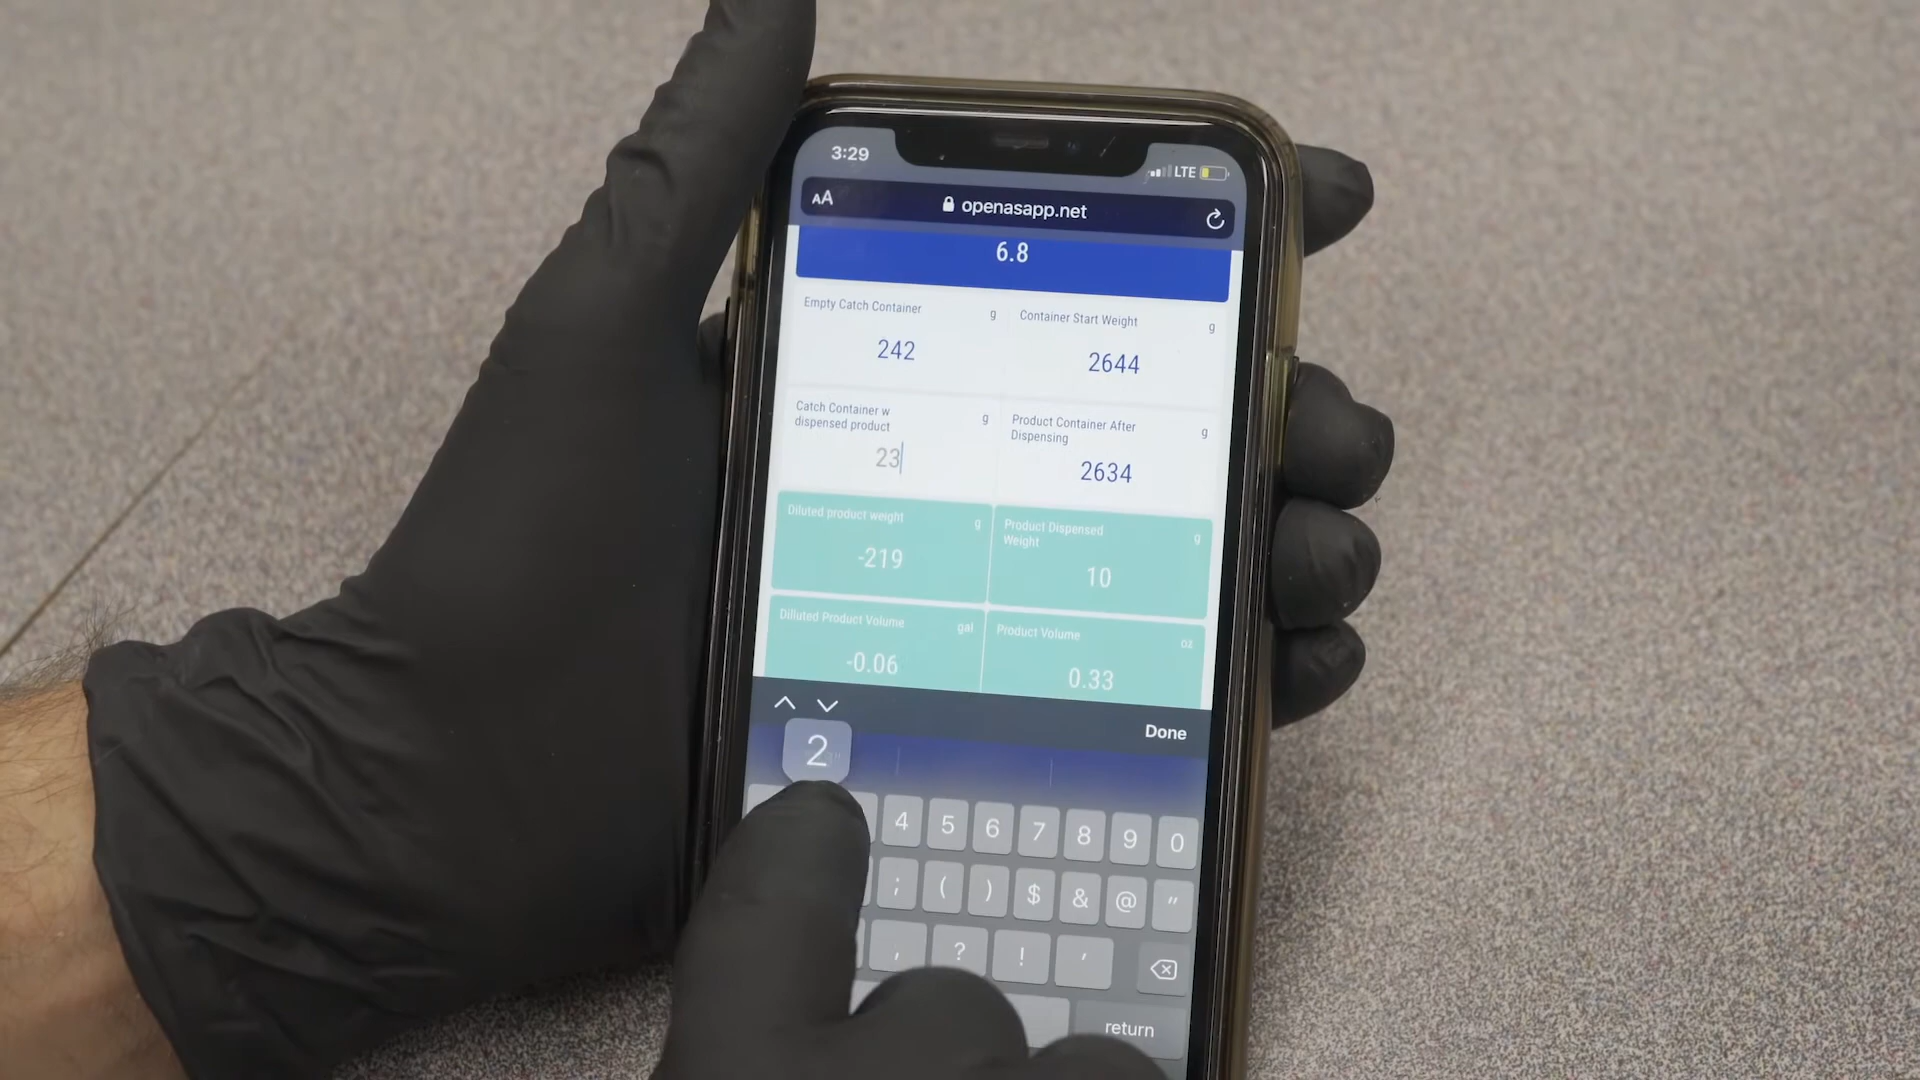 3:29
LTE
AA openasapp.net
6.8
Empty Catch Container g
242
Container Start Weight g
2644
Catch Container w
dispensed product g
23
Product Container After
Dispensing g
2634
Diluted product weight g
-219
Product Dispensed
Weight g
10
Dilluted Product Volume gal
-0.06
Product Volume oz
0.33
Done
2
4 5 6 7 8 9 0
; ( ) $ & @ "
, ? ! '
return